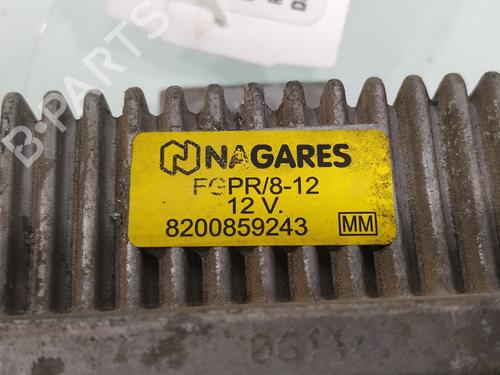 NAGARES
FGPR/8-12
12 V.
8200859243
MM
B-PARTS